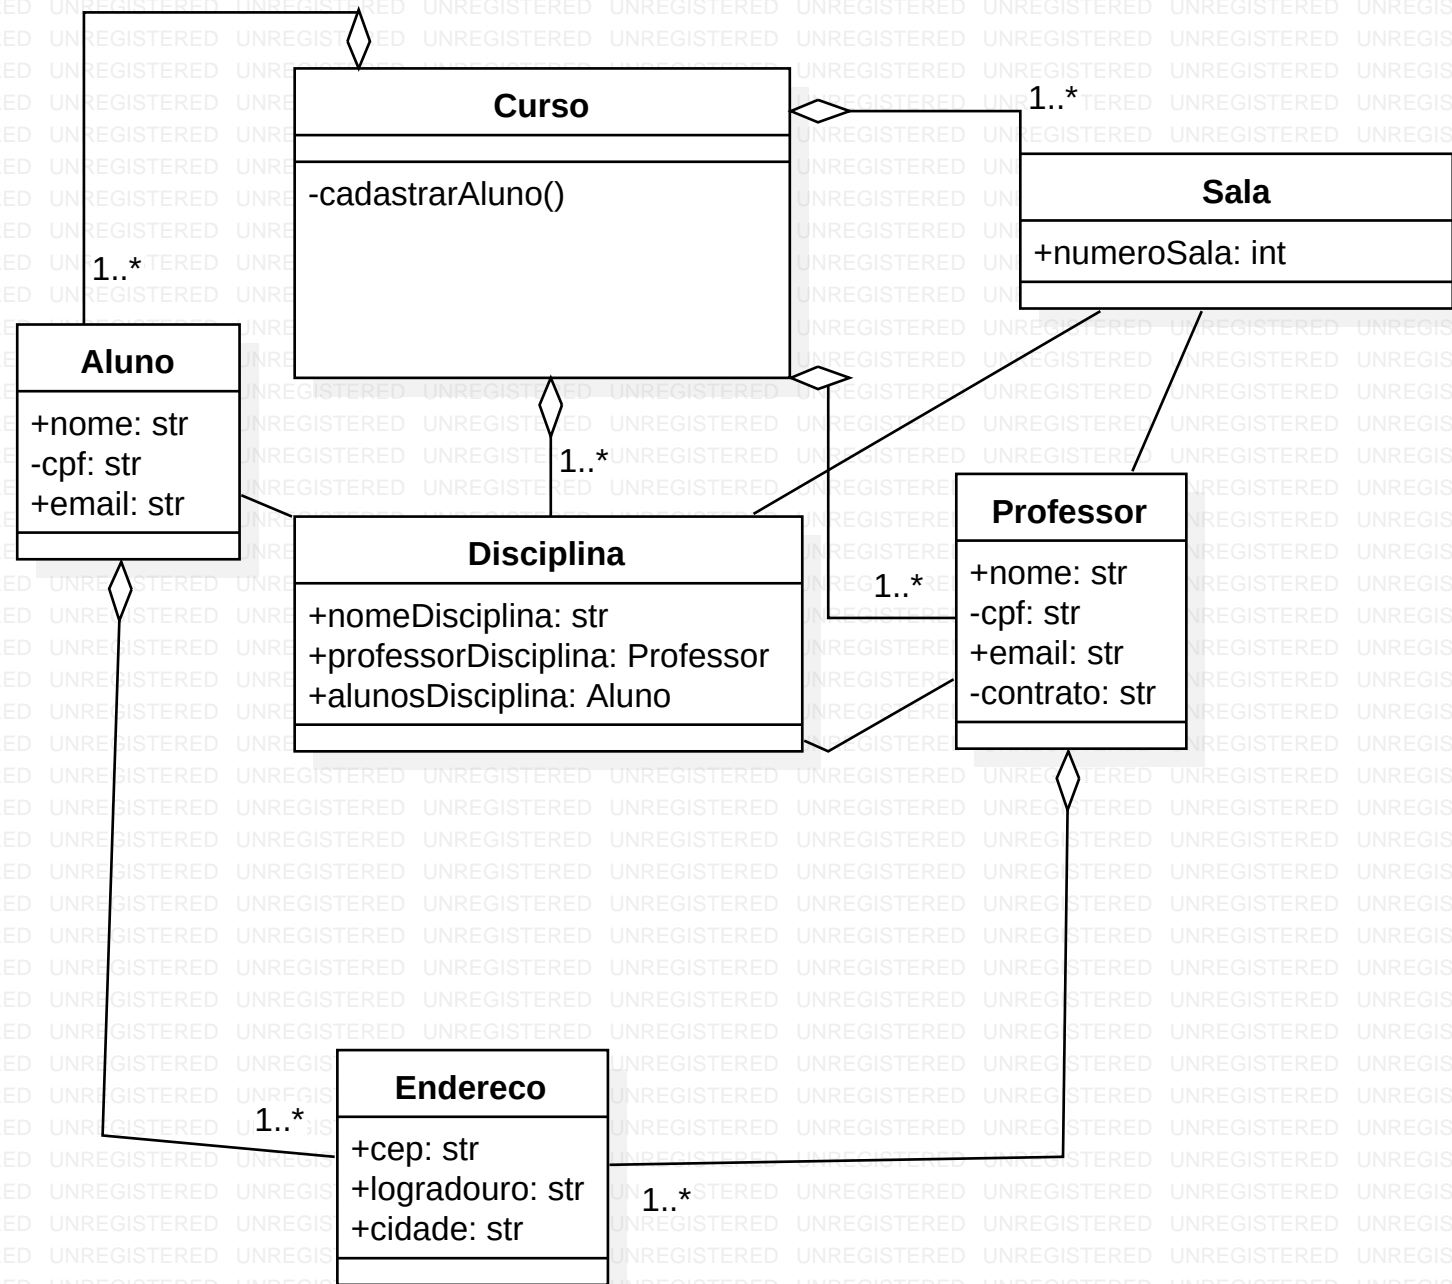 Curso
-cadastrarAluno()
1..*
Sala
+numeroSala: int
1..*
Aluno
+nome: str
-cpf: str
+email: str
1..*
Disciplina
+nomeDisciplina: str
+professorDisciplina: Professor
+alunosDisciplina: Aluno
1..*
Professor
+nome: str
-cpf: str
+email: str
-contrato: str
Endereco
+cep: str
+logradouro: str
+cidade: str
1..*
1..*
UNREGISTERED